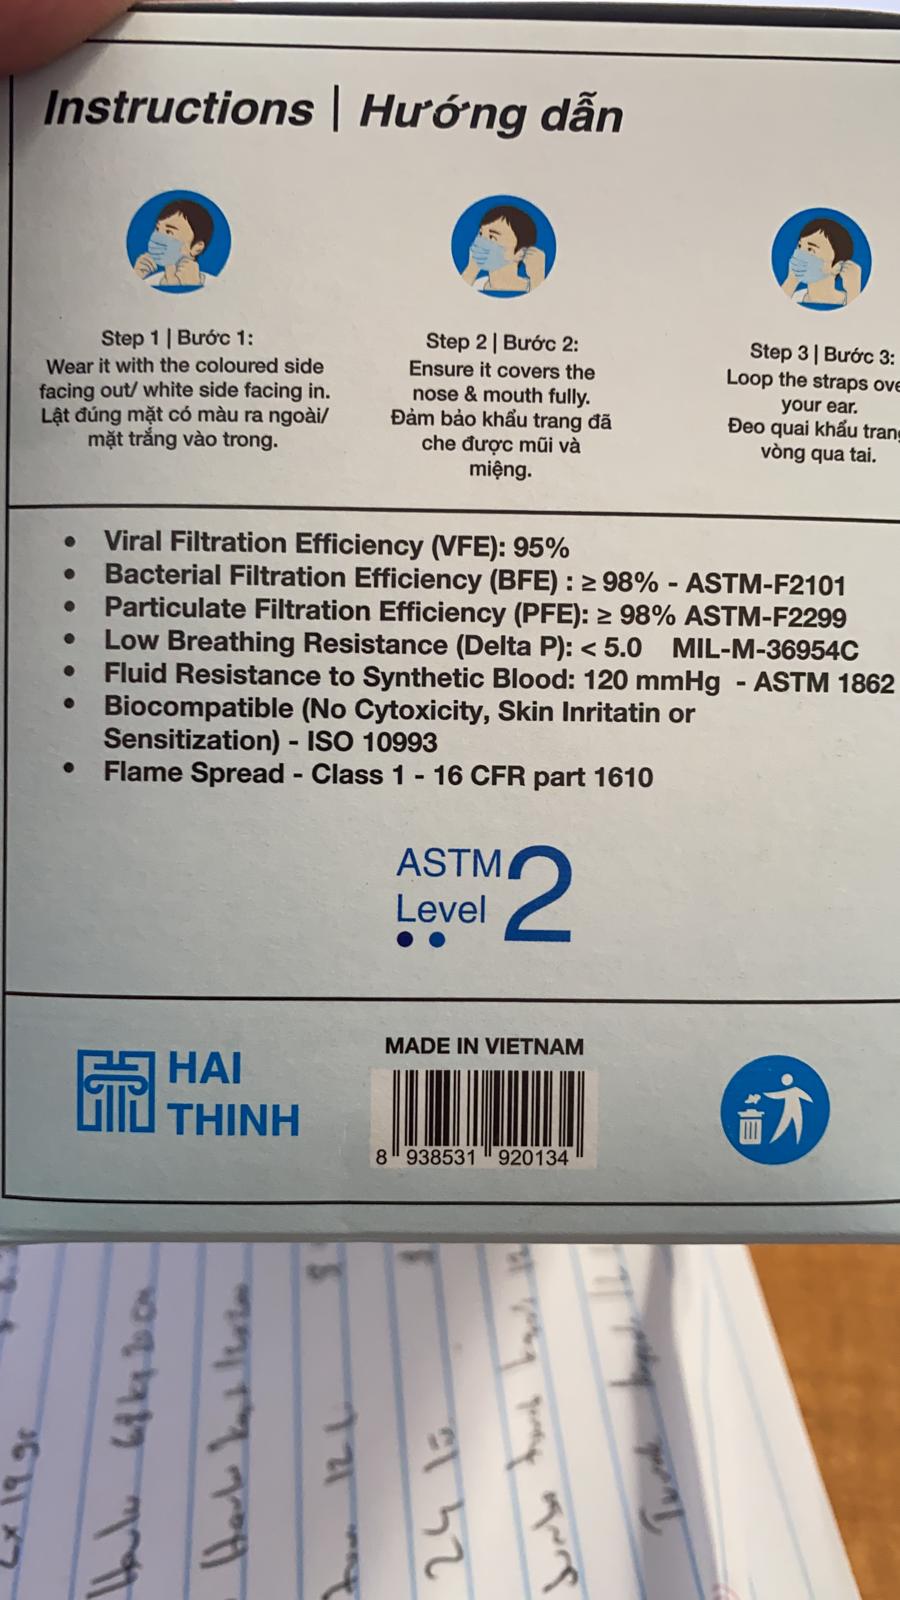 Instructions | Hướng dẫn
Step 1 | Bước 1:
Wear it with the coloured side
facing out/ white side facing in.
Lật đúng mặt có màu ra ngoài/
mặt trắng vào trong.
Step 2 | Bước 2:
Ensure it covers the
nose & mouth fully.
Đảm bảo khẩu trang đã
che được mũi và
miệng.
Step 3 | Bước 3:
Loop the straps ove
your ear.
Đeo quai khẩu trang
vòng qua tai.
• Viral Filtration Efficiency (VFE): 95%
• Bacterial Filtration Efficiency (BFE) : ≥ 98% - ASTM-F2101
• Particulate Filtration Efficiency (PFE): ≥ 98% ASTM-F2299
• Low Breathing Resistance (Delta P): < 5.0 MIL-M-36954C
• Fluid Resistance to Synthetic Blood: 120 mmHg - ASTM 1862
• Biocompatible (No Cytoxicity, Skin Inritatin or
Sensitization) - ISO 10993
• Flame Spread - Class 1 - 16 CFR part 1610
ASTM
Level 2
HAI
THINH
MADE IN VIETNAM
8 938531 920134
24